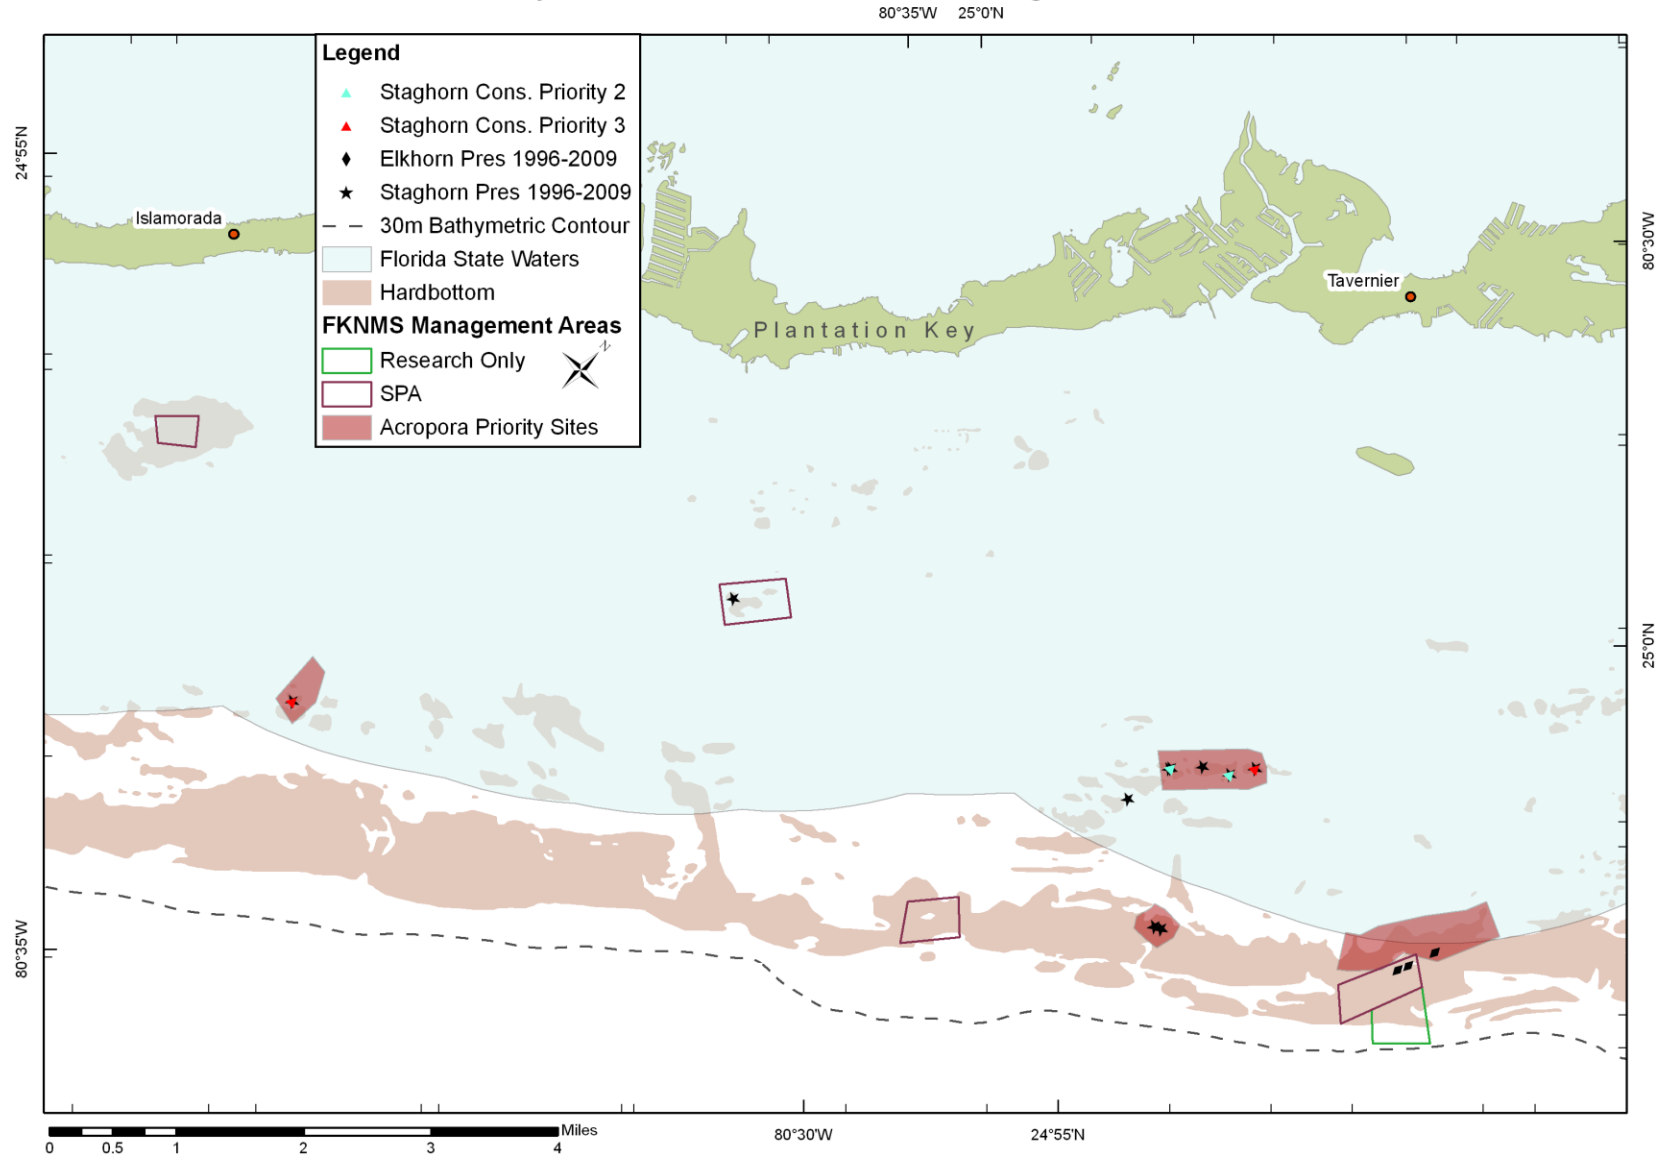 80°35'W 25°0'N
Legend
Staghorn Cons. Priority 2
Staghorn Cons. Priority 3
Elkhorn Pres 1996-2009
Staghorn Pres 1996-2009
30m Bathymetric Contour
Florida State Waters
Hardbottom
FKNMS Management Areas
Research Only
N
SPA
Acropora Priority Sites
24°55'N
Islamorada
80°30'W
Tavernier
Plantation Key
25°0'N
80°35'W
Miles
0 0.5 1 2 3 4
80°30'W 24°55'N